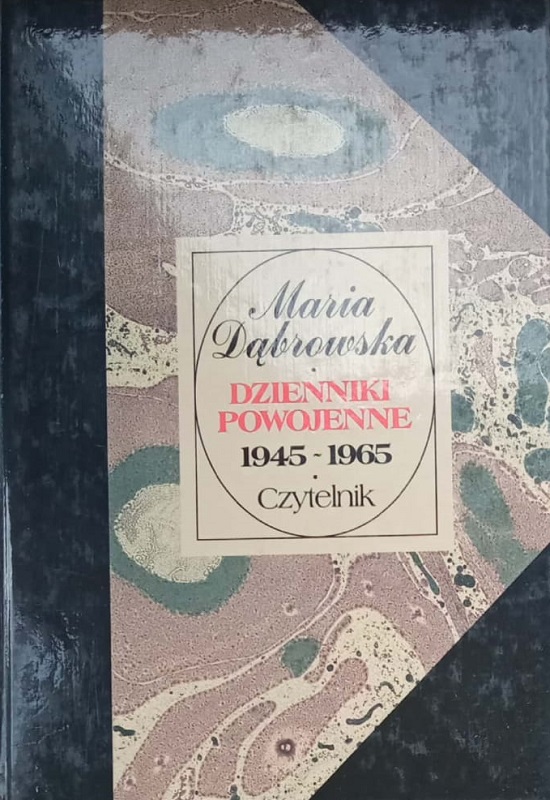 Maria
Dąbrowska
DZIENNIKI
POWOJENNE
1945~1965
Czytelnik